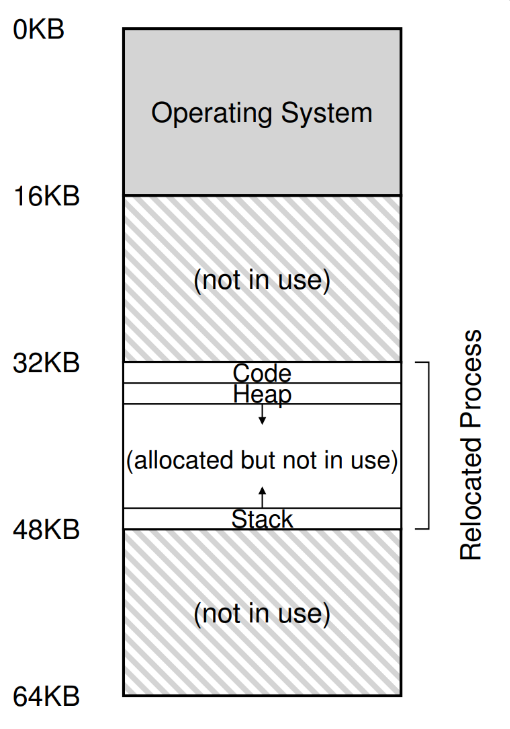 0KB
Operating System
16KB
(not in use)
32KB
Code
Heap
(allocated but not in use)
Stack
48KB
(not in use)
64KB
Relocated Process